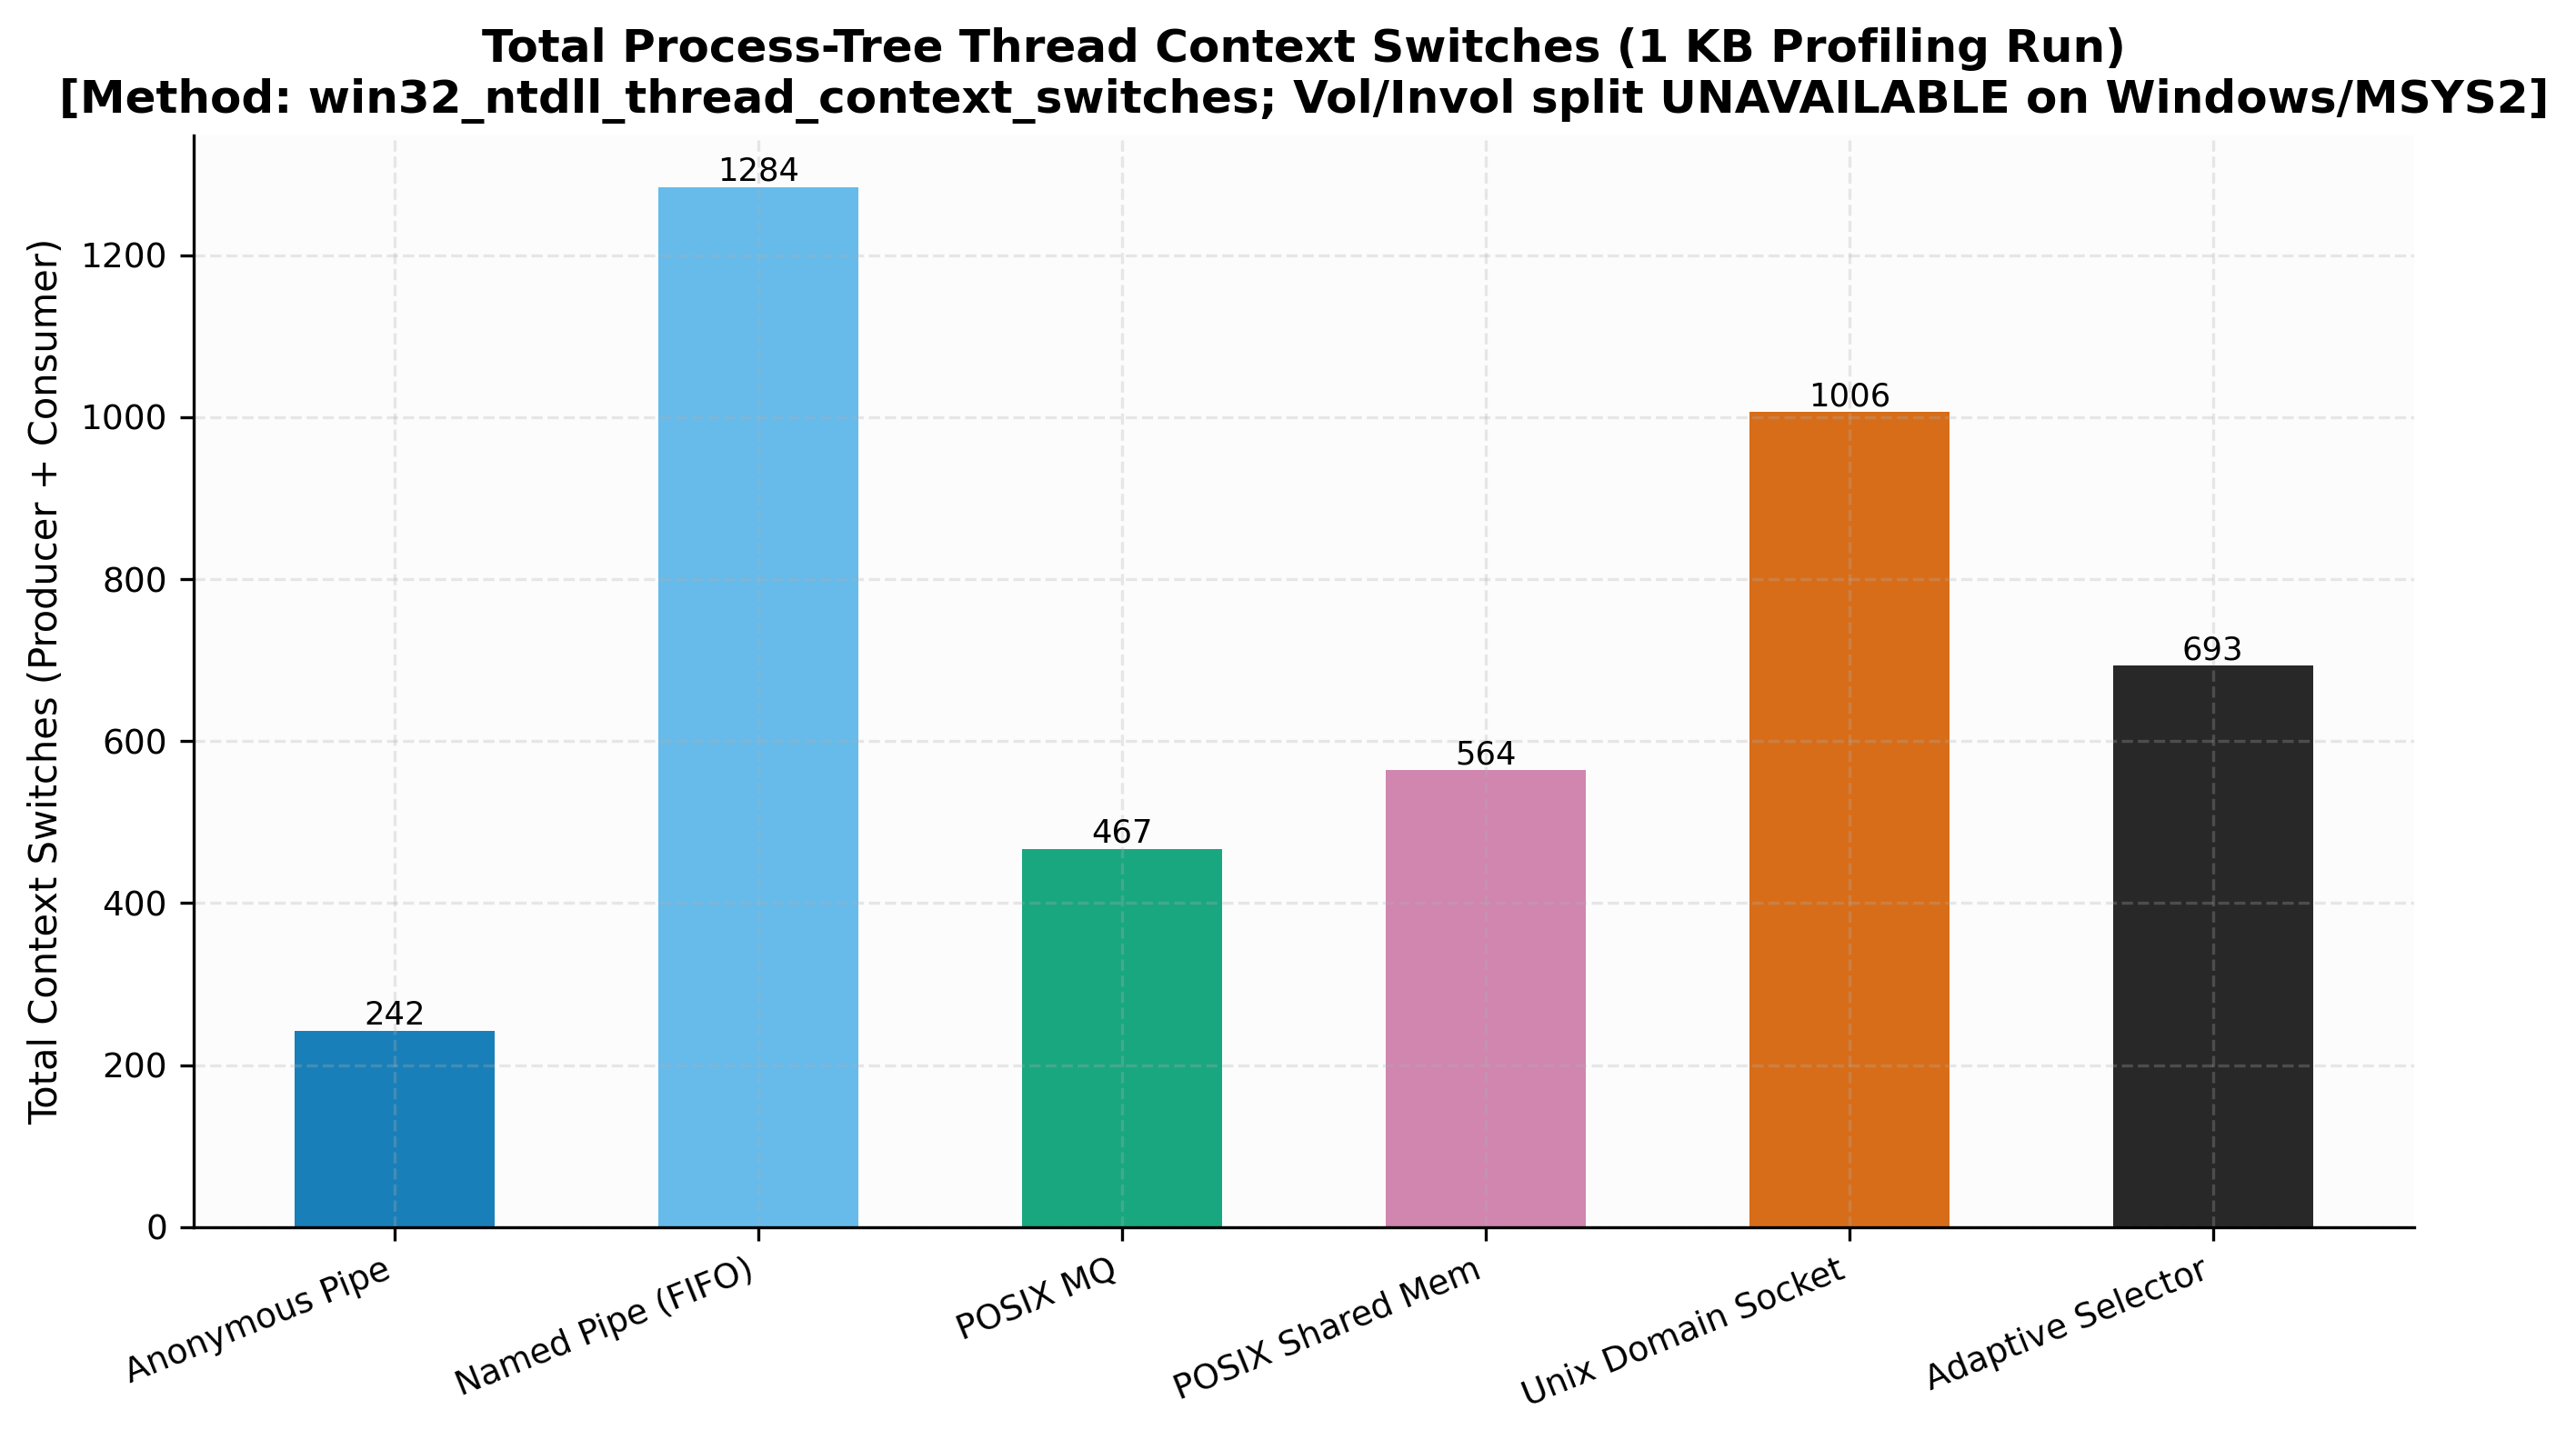 Total Process-Tree Thread Context Switches (1 KB Profiling Run)
[Method: win32_ntdll_thread_context_switches; Vol/Invol split UNAVAILABLE on Windows/MSYS2]
Total Context Switches (Producer + Consumer)
1200
1000
800
600
400
200
0
242
1284
467
564
1006
693
Anonymous Pipe
Named Pipe (FIFO)
POSIX MQ
POSIX Shared Mem
Unix Domain Socket
Adaptive Selector